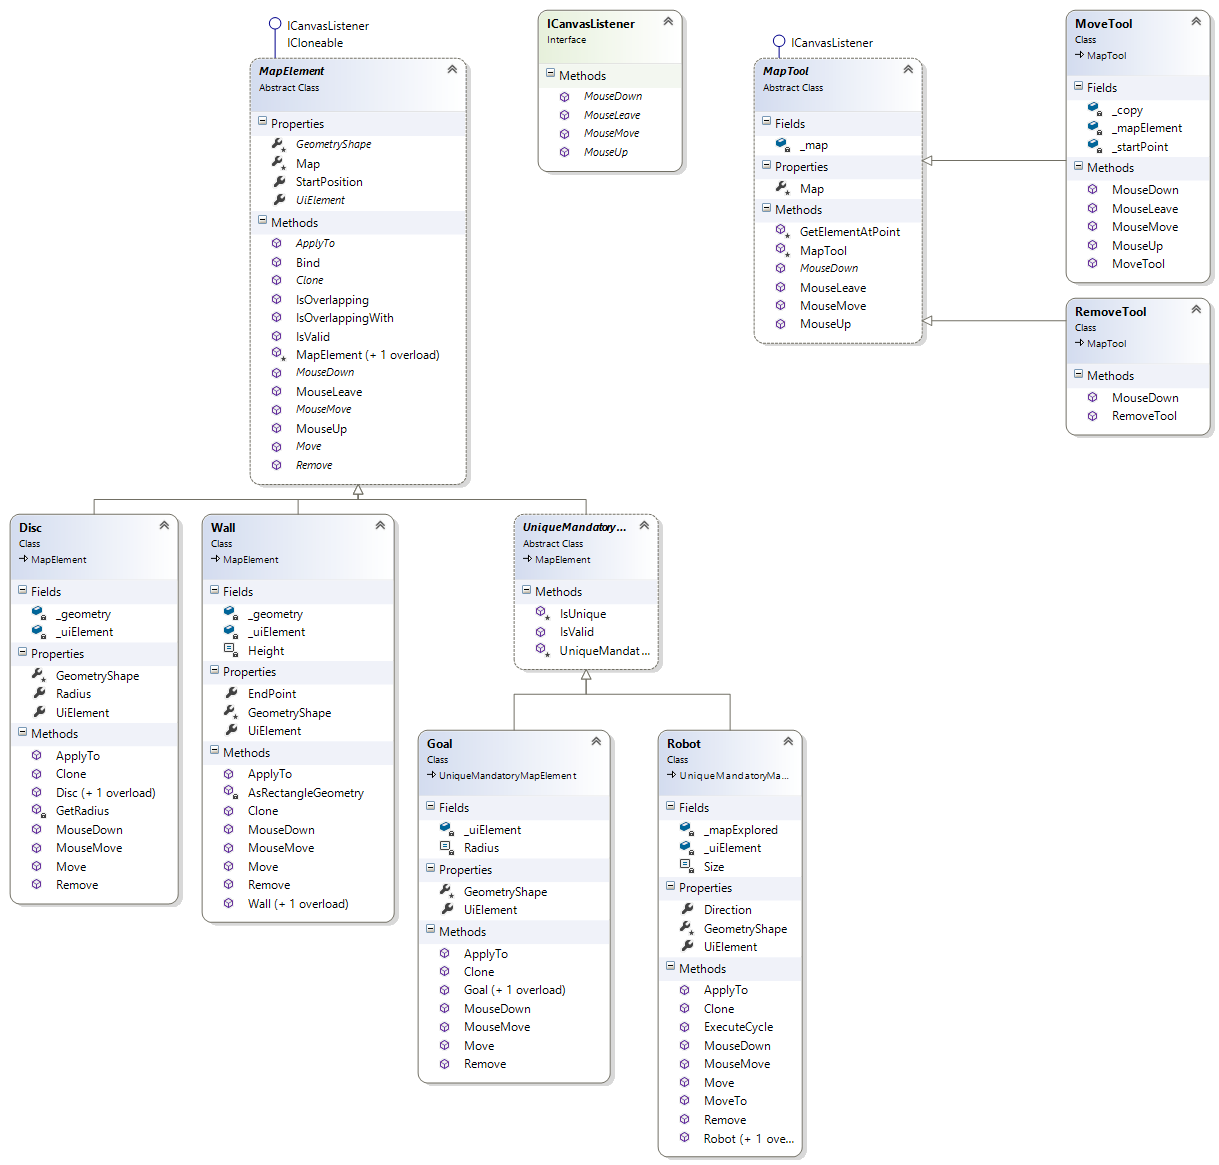 ICanvasListener
ICloneable
MapElement
Abstract Class
Properties
GeometryShape
Map
StartPosition
UiElement
Methods
ApplyTo
Bind
Clone
IsOverlapping
IsOverlappingWith
IsValid
MapElement (+ 1 overload)
MouseDown
MouseLeave
MouseMove
MouseUp
Move
Remove
ICanvasListener
Interface
Methods
MouseDown
MouseLeave
MouseMove
MouseUp
ICanvasListener
MapTool
Abstract Class
Fields
_map
Properties
Map
Methods
GetElementAtPoint
MapTool
MouseDown
MouseLeave
MouseMove
MouseUp
MoveTool
Class
MapTool
Fields
_copy
_mapElement
_startPoint
Methods
MouseDown
MouseLeave
MouseMove
MouseUp
MoveTool
RemoveTool
Class
MapTool
Methods
MouseDown
RemoveTool
Disc
Class
MapElement
Fields
_geometry
_uiElement
Properties
GeometryShape
Radius
UiElement
Methods
ApplyTo
Clone
Disc (+ 1 overload)
GetRadius
MouseDown
MouseMove
Move
Remove
Wall
Class
MapElement
Fields
_geometry
_uiElement
Height
Properties
EndPoint
GeometryShape
UiElement
Methods
ApplyTo
AsRectangleGeometry
Clone
MouseDown
MouseMove
Move
Remove
Wall (+ 1 overload)
UniqueMandatory...
Abstract Class
MapElement
Methods
IsUnique
IsValid
UniqueMandat...
Goal
Class
UniqueMandatoryMapElement
Fields
_uiElement
Radius
Properties
GeometryShape
UiElement
Methods
ApplyTo
Clone
Goal (+ 1 overload)
MouseDown
MouseMove
Move
Remove
Robot
Class
UniqueMandatoryMa...
Fields
_mapExplored
_uiElement
Size
Properties
Direction
GeometryShape
UiElement
Methods
ApplyTo
Clone
ExecuteCycle
MouseDown
MouseMove
Move
MoveTo
Remove
Robot (+ 1 ove...